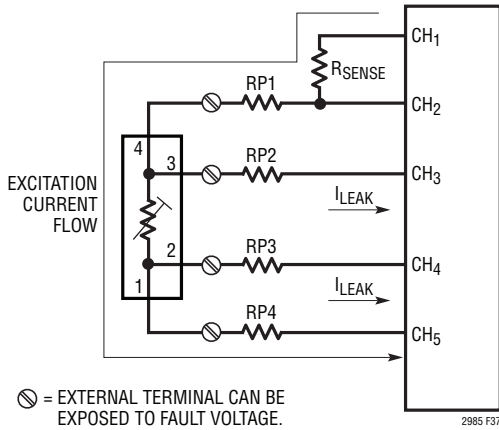 CH1
RSENSE
RP1
CH2
4
3
RP2
CH3
EXCITATION
CURRENT
FLOW
ILEAK
2
RP3
CH4
1
ILEAK
RP4
CH5
= EXTERNAL TERMINAL CAN BE
EXPOSED TO FAULT VOLTAGE.
2985 F37